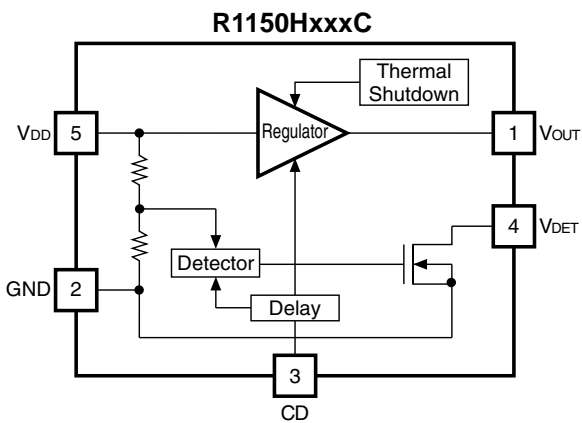 R1150HxxxC
Thermal
Shutdown
VDD 5
Regulator
1 VOUT
4 VDET
Detector
GND 2
Delay
3
CD